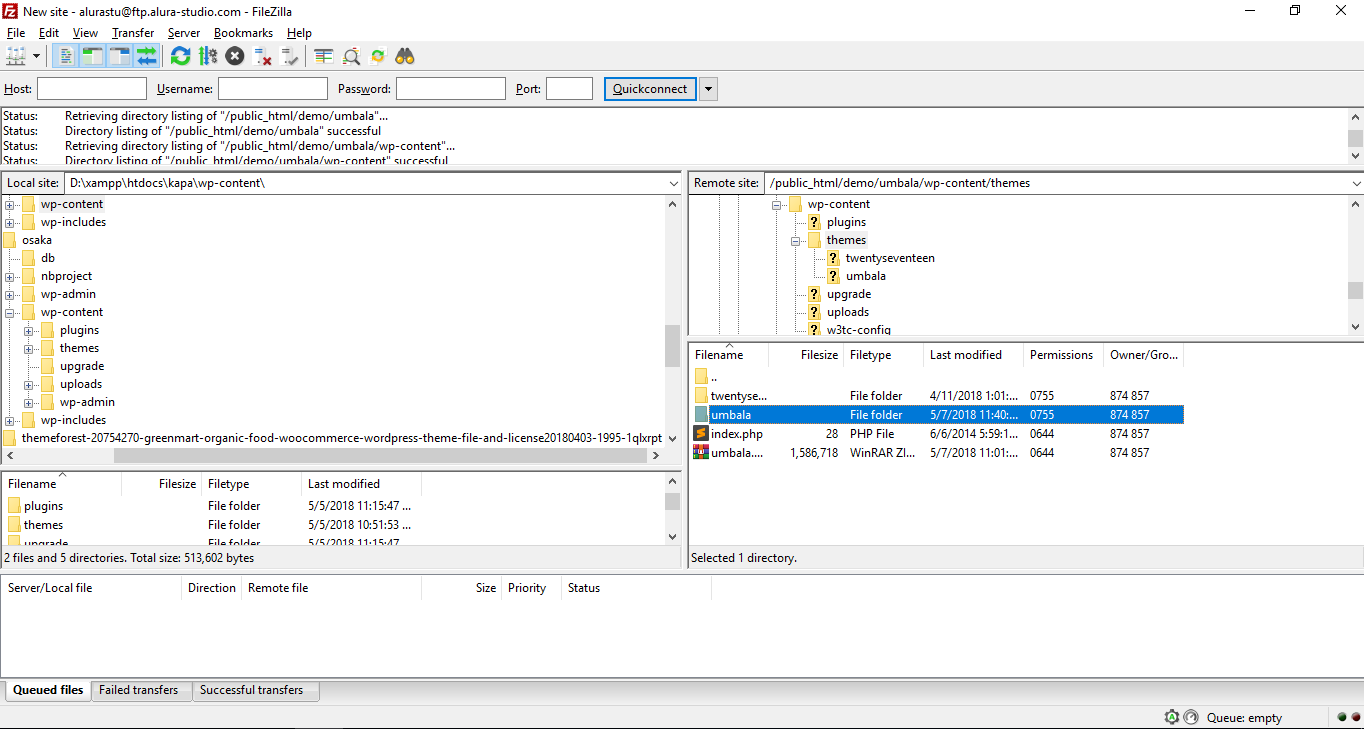 New site - alurastu@ftp.alura-studio.com - FileZilla
File Edit View Transfer Server Bookmarks Help
Host: Username: Password: Port: Quickconnect
Status: Retrieving directory listing of "/public_html/demo/umbala"...
Status: Directory listing of "/public_html/demo/umbala" successful
Status: Retrieving directory listing of "/public_html/demo/umbala/wp-content"...
Status: Directory listing of "/public_html/demo/umbala/wp-content" successful
Local site: D:\xampp\htdocs\kapa\wp-content\
wp-content
wp-includes
osaka
db
nbproject
wp-admin
wp-content
plugins
themes
upgrade
uploads
wp-admin
wp-includes
themeforest-20754270-greenmart-organic-food-woocommerce-wordpress-theme-file-and-license20180403-1995-1qlxrpt
Filename Filesize Filetype Last modified
plugins File folder 5/5/2018 11:15:47 ...
themes File folder 5/5/2018 10:51:53 ...
upgrade File folder 5/5/2018 11:15:47
2 files and 5 directories. Total size: 513,602 bytes
Remote site: /public_html/demo/umbala/wp-content/themes
wp-content
? plugins
themes
? twentyseventeen
? umbala
? upgrade
? uploads
? w3tc-config
Filename Filesize Filetype Last modified Permissions Owner/Gro...
..
twentyse... File folder 4/11/2018 1:01:... 0755 874 857
umbala File folder 5/7/2018 11:40:... 0755 874 857
index.php 28 PHP File 6/6/2014 5:59:1... 0644 874 857
umbala.... 1,586,718 WinRAR ZI... 5/7/2018 11:01:... 0644 874 857
Selected 1 directory.
Server/Local file Direction Remote file Size Priority Status
Queued files Failed transfers Successful transfers
Queue: empty